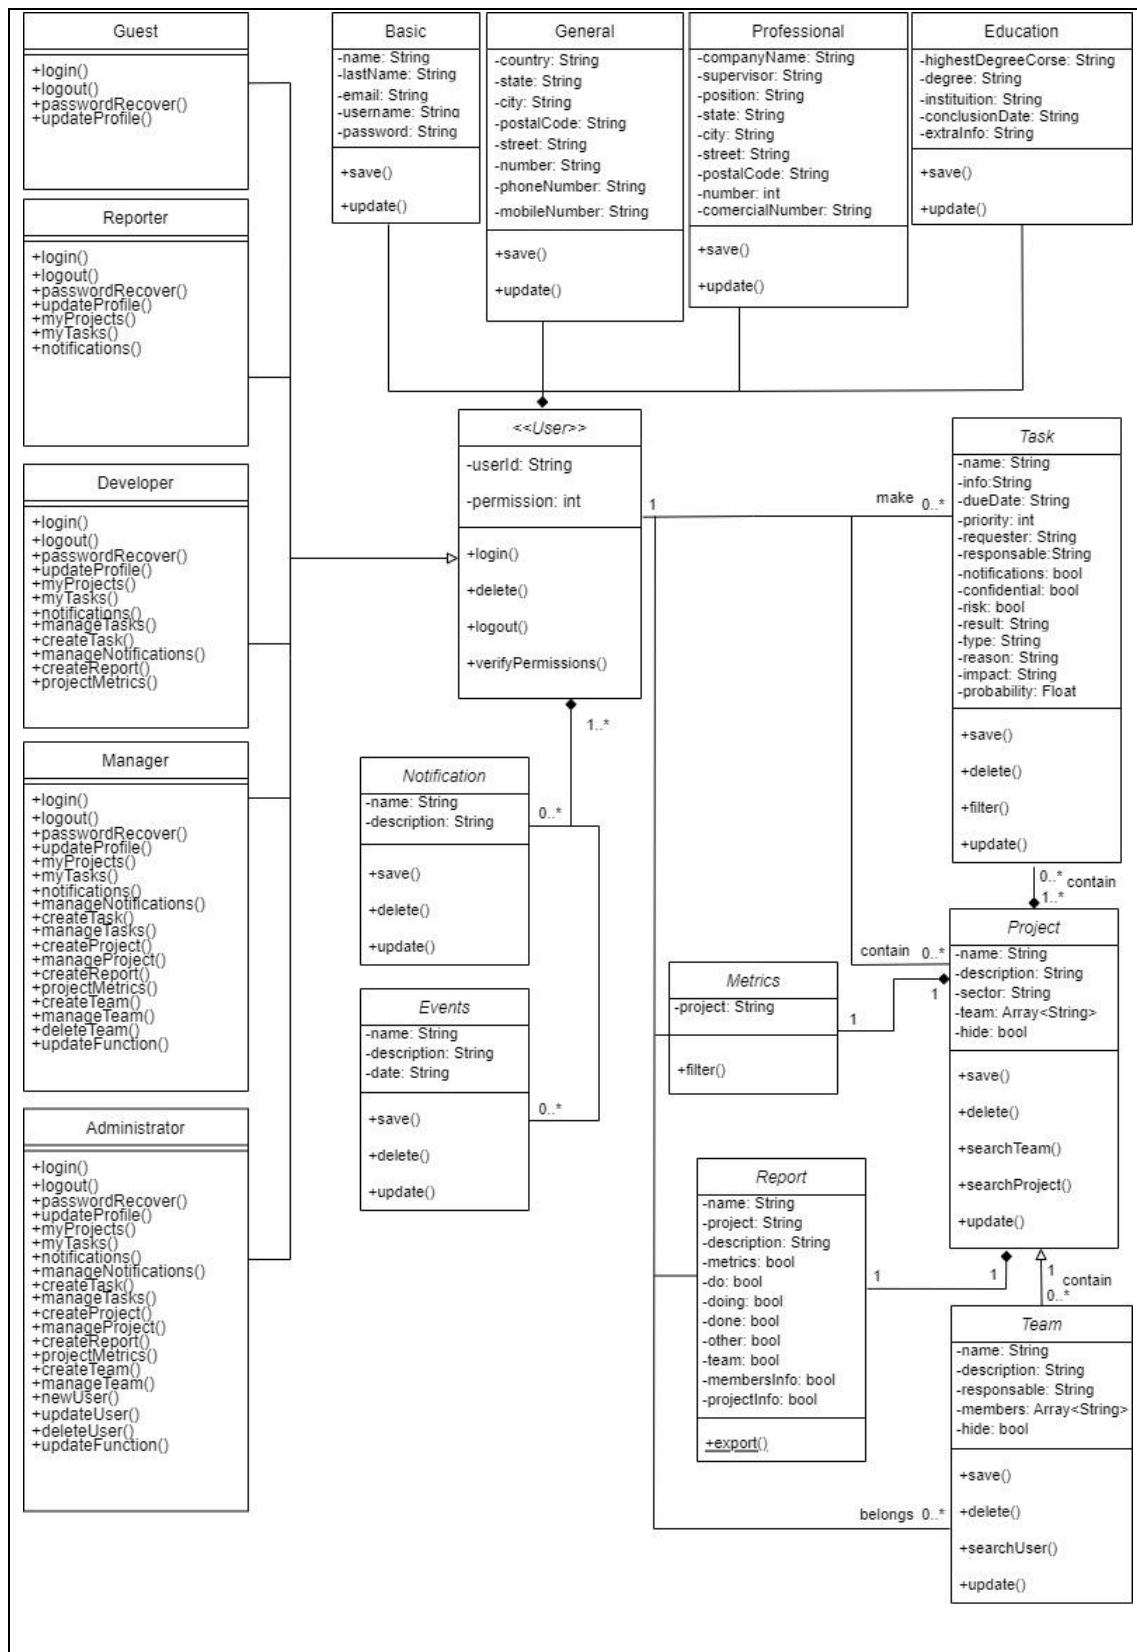 Guest
+login()
+logout()
+passwordRecover()
+updateProfile()
Basic
-name: String
-lastName: String
-email: String
-username: String
-password: String
+save()
+update()
General
-country: String
-state: String
-city: String
-postalCode: String
-street: String
-number: String
-phoneNumber: String
-mobileNumber: String
+save()
+update()
Professional
-companyName: String
-supervisor: String
-position: String
-state: String
-city: String
-street: String
-postalCode: String
-number: int
-comercialNumber: String
+save()
+update()
Education
-highestDegreeCorse: String
-degree: String
-instituition: String
-conclusionDate: String
-extraInfo: String
+save()
+update()
Reporter
+login()
+logout()
+passwordRecover()
+updateProfile()
+myProjects()
+myTasks()
+notifications()
Developer
+login()
+logout()
+passwordRecover()
+updateProfile()
+myProjects()
+myTasks()
+notifications()
+manageTasks()
+createTask()
+manageNotifications()
+createReport()
+projectMetrics()
Manager
+login()
+logout()
+passwordRecover()
+updateProfile()
+myProjects()
+myTasks()
+notifications()
+manageNotifications()
+createTask()
+manageTasks()
+createProject()
+manageProject()
+createReport()
+projectMetrics()
+createTeam()
+manageTeam()
+deleteTeam()
+updateFunction()
Administrator
+login()
+logout()
+passwordRecover()
+updateProfile()
+myProjects()
+myTasks()
+notifications()
+manageNotifications()
+createTask()
+manageTasks()
+createProject()
+manageProject()
+createReport()
+projectMetrics()
+createTeam()
+manageTeam()
+newUser()
+updateUser()
+deleteUser()
+updateFunction()
<<User>>
-userId: String
-permission: int
+login()
+delete()
+logout()
+verifyPermissions()
1
make 0..*
Task
-name: String
-info:String
-dueDate: String
-priority: int
-requester: String
-responsable:String
-notifications: bool
-confidential: bool
-risk: bool
-result: String
-type: String
-reason: String
-impact: String
-probability: Float
+save()
+delete()
+filter()
+update()
1..*
Notification
-name: String
-description: String
+save()
+delete()
+update()
0..*
Events
-name: String
-description: String
-date: String
+save()
+delete()
+update()
0..*
0..* contain
1..*
contain 0..*
Project
-name: String
-description: String
-sector: String
-team: Array<String>
-hide: bool
+save()
+delete()
+searchTeam()
+searchProject()
+update()
Metrics
-project: String
+filter()
1
1
Report
-name: String
-project: String
-description: String
-metrics: bool
-do: bool
-doing: bool
-done: bool
-other: bool
-team: bool
-membersInfo: bool
-projectInfo: bool
+export()
1
1
1
contain
0..*
belongs 0..*
Team
-name: String
-description: String
-responsable: String
-members: Array<String>
-hide: bool
+save()
+delete()
+searchUser()
+update()